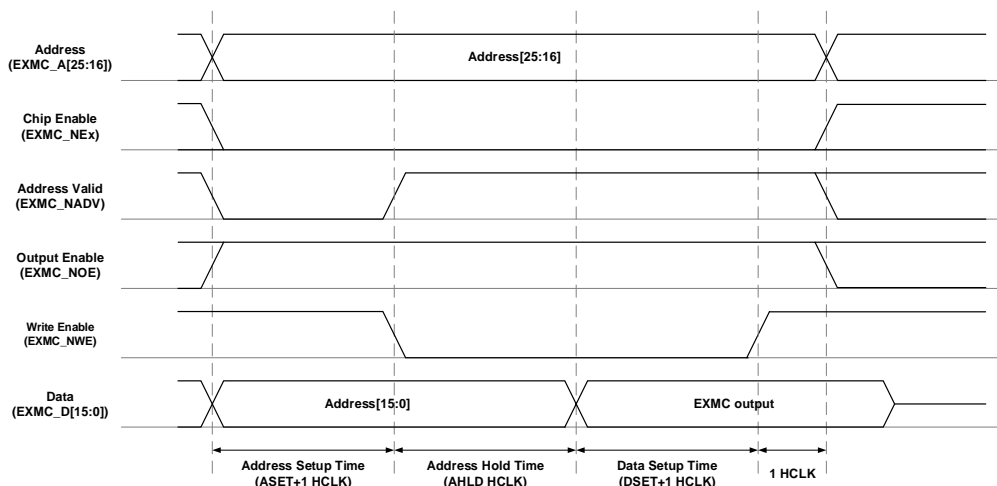 Address
(EXMC_A[25:16])
Address[25:16]
Chip Enable
(EXMC_NEx)
Address Valid
(EXMC_NADV)
Output Enable
(EXMC_NOE)
Write Enable
(EXMC_NWE)
Data
(EXMC_D[15:0])
Address[15:0]
EXMC output
Address Setup Time
(ASET+1 HCLK)
Address Hold Time
(AHLD HCLK)
Data Setup Time
(DSET+1 HCLK)
1 HCLK